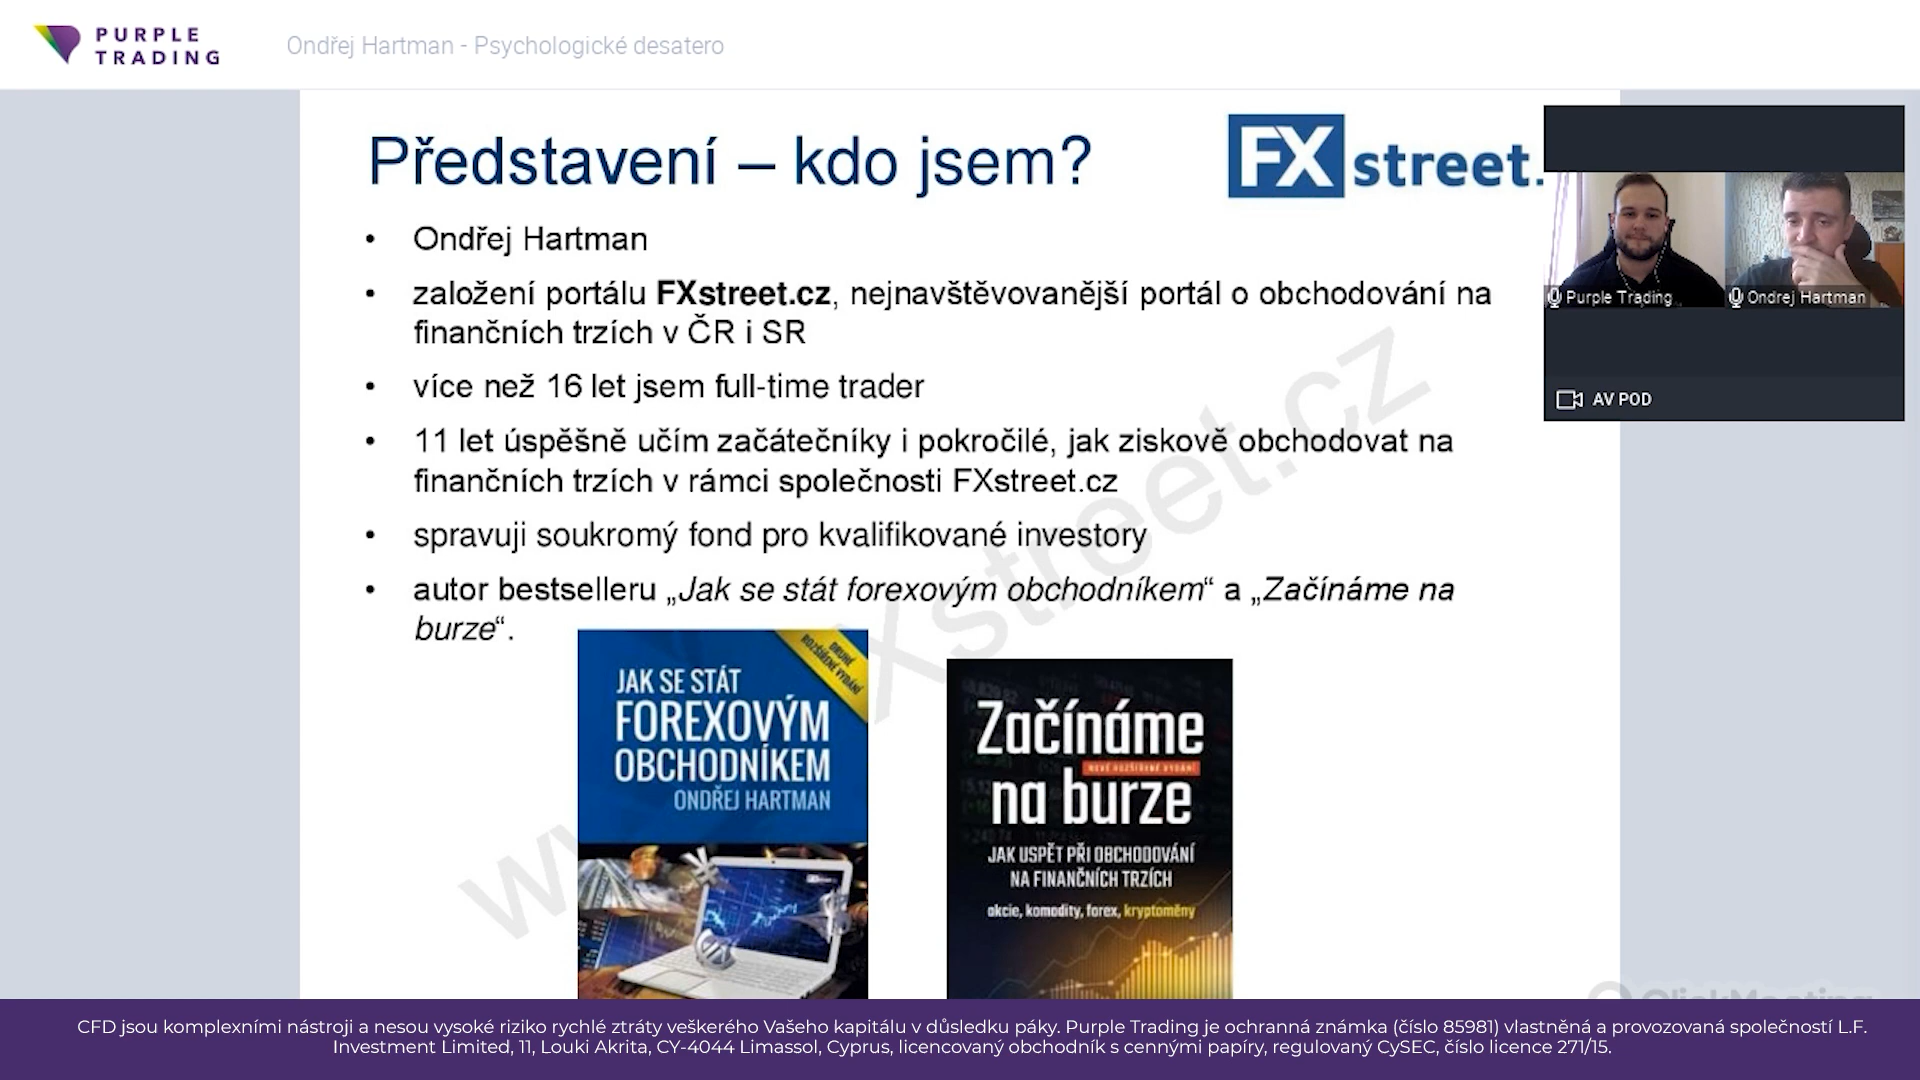 PURPLE
TRADING
Ondřej Hartman - Psychologické desatero
Představení – kdo jsem?
FX street.
• Ondřej Hartman
• založení portálu FXstreet.cz, nejnavštěvovanější portál o obchodování na
finančních trzích v ČR i SR
• více než 16 let jsem full-time trader
• 11 let úspěšně učím začátečníky i pokročilé, jak ziskově obchodovat na
finančních trzích v rámci společnosti FXstreet.cz
• spravuji soukromý fond pro kvalifikované investory
• autor bestselleru „Jak se stát forexovým obchodníkem“ a „Začínáme na
burze“.
Purple Trading
Ondrej Hartman
AV POD
DRUHÉ
ROZŠÍŘENÉ VYDÁNÍ
JAK SE STÁT
FOREXOVÝM
OBCHODNÍKEM
ONDŘEJ HARTMAN
Začínáme
NOVÉ ROZŠÍŘENÉ VYDÁNÍ
na burze
JAK USPĚT PŘI OBCHODOVÁNÍ
NA FINANČNÍCH TRZÍCH
akcie, komodity, forex, kryptoměny
ClickMeeting
CFD jsou komplexními nástroji a nesou vysoké riziko rychlé ztráty veškerého Vašeho kapitálu v důsledku páky. Purple Trading je ochranná známka (číslo 85981) vlastněná a provozovaná společností L.F.
Investment Limited, 11, Louki Akrita, CY-4044 Limassol, Cyprus, licencovaný obchodník s cennými papíry, regulovaný CySEC, číslo licence 271/15.